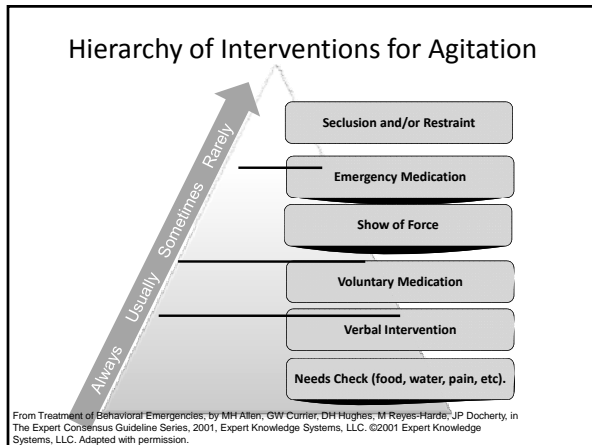 Hierarchy of Interventions for Agitation
Seclusion and/or Restraint
Emergency Medication
Show of Force
Voluntary Medication
Verbal Intervention
Needs Check (food, water, pain, etc).
Always Usually Sometimes Rarely
From Treatment of Behavioral Emergencies, by MH Allen, GW Currier, DH Hughes, M Reyes-Harde, JP Docherty, in
The Expert Consensus Guideline Series, 2001, Expert Knowledge Systems, LLC. ©2001 Expert Knowledge
Systems, LLC. Adapted with permission.